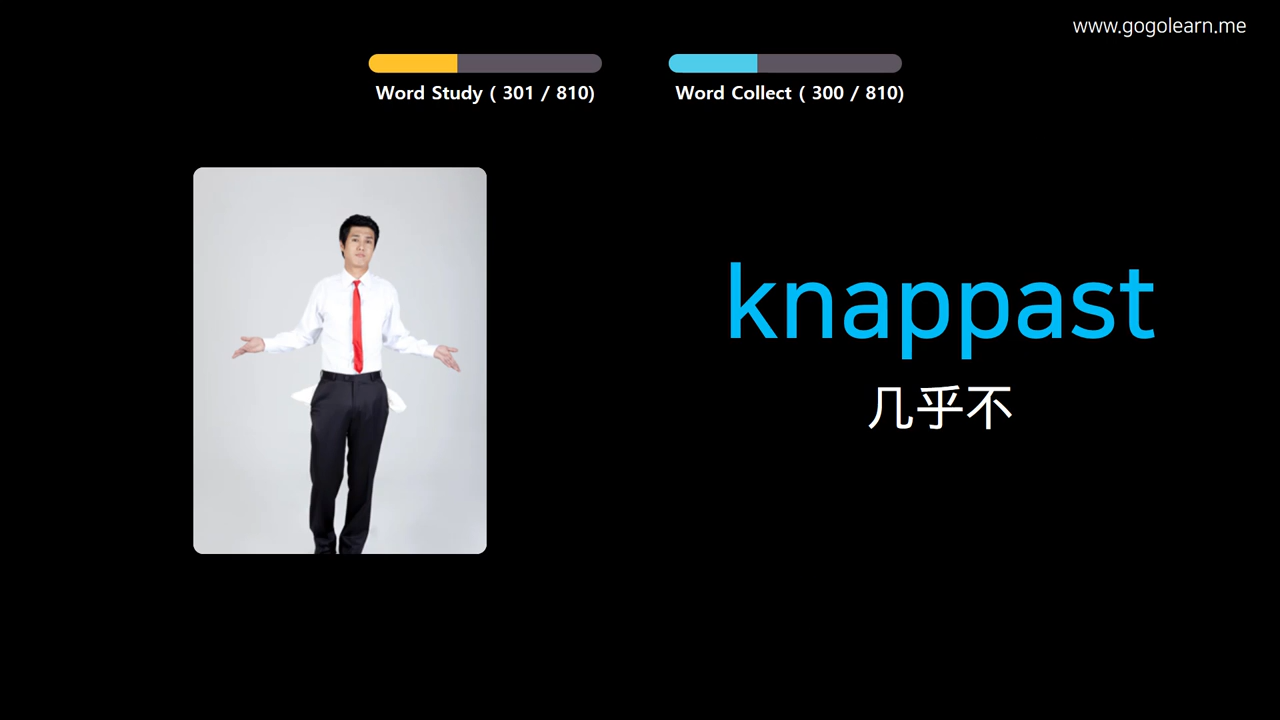 www.gogolearn.me
Word Study ( 301 / 810)
Word Collect ( 300 / 810)
knappast
几乎不